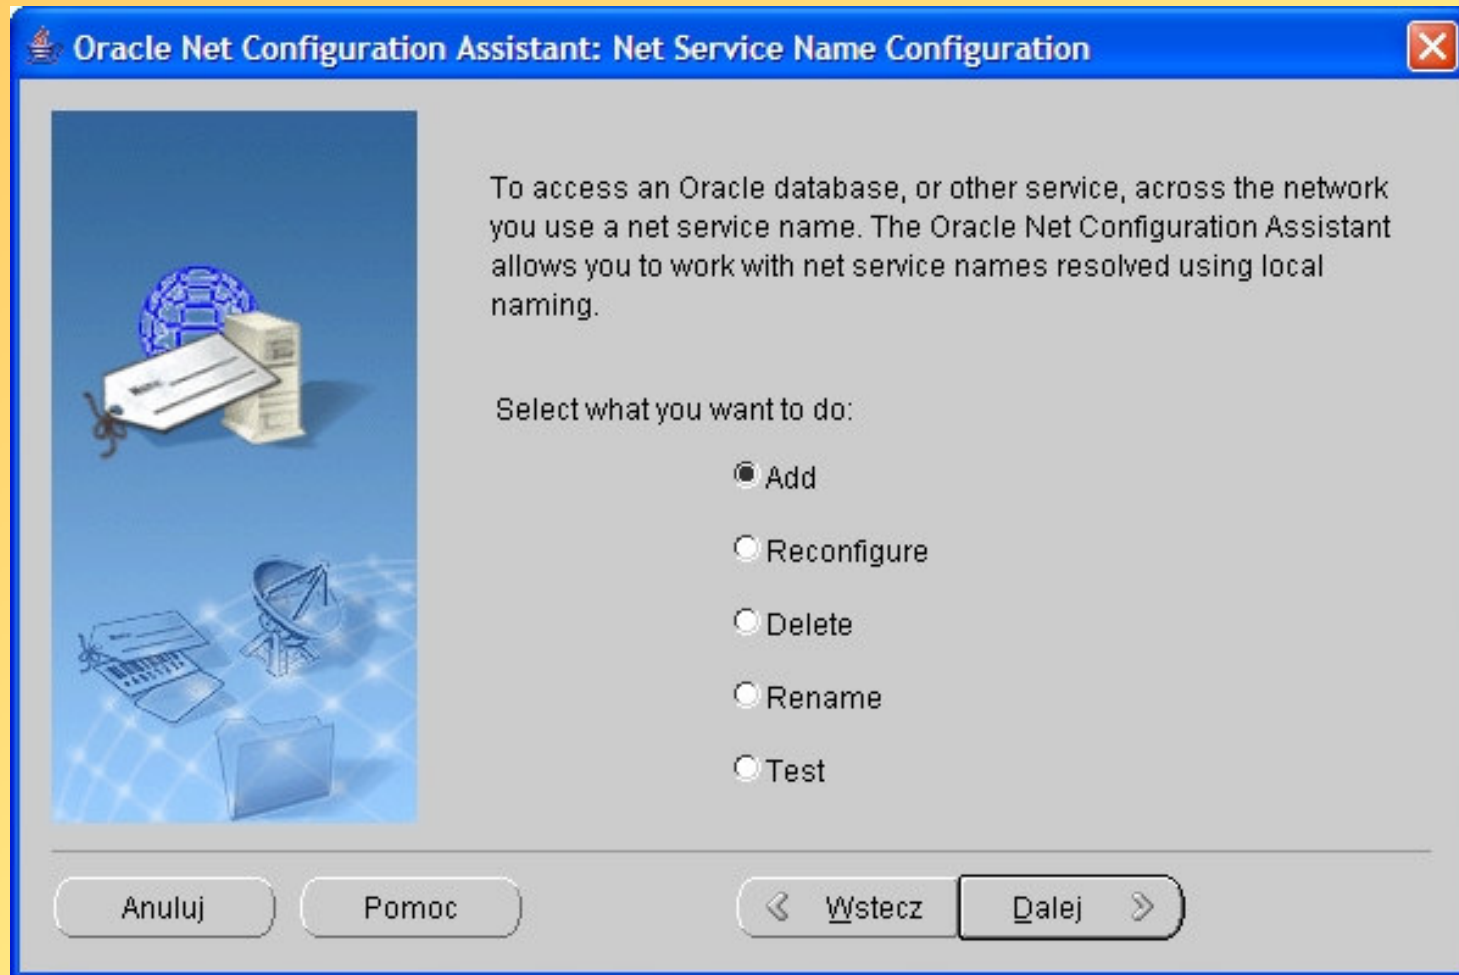 Oracle Net Configuration Assistant: Net Service Name Configuration
To access an Oracle database, or other service, across the network
you use a net service name. The Oracle Net Configuration Assistant
allows you to work with net service names resolved using local
naming.
Select what you want to do:
Add
Reconfigure
Delete
Rename
Test
Anuluj
Pomoc
Wstecz
Dalej